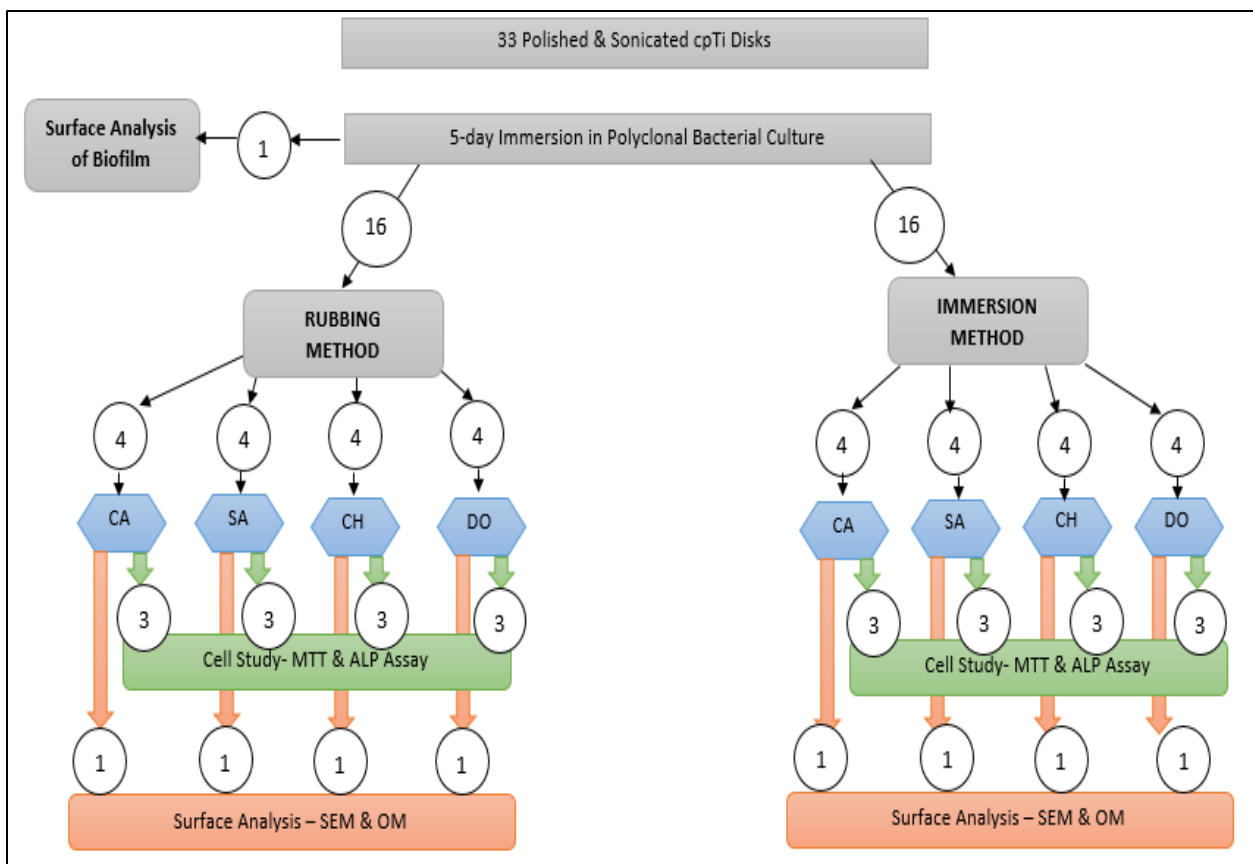 33 Polished & Sonicated cpTi Disks
Surface Analysis
of Biofilm
1
5-day Immersion in Polyclonal Bacterial Culture
16
16
RUBBING
METHOD
IMMERSION
METHOD
4
4
4
4
4
4
4
4
CA
SA
CH
DO
CA
SA
CH
DO
3
3
3
3
3
3
3
3
Cell Study- MTT & ALP Assay
Cell Study- MTT & ALP Assay
1
1
1
1
1
1
1
1
Surface Analysis – SEM & OM
Surface Analysis – SEM & OM